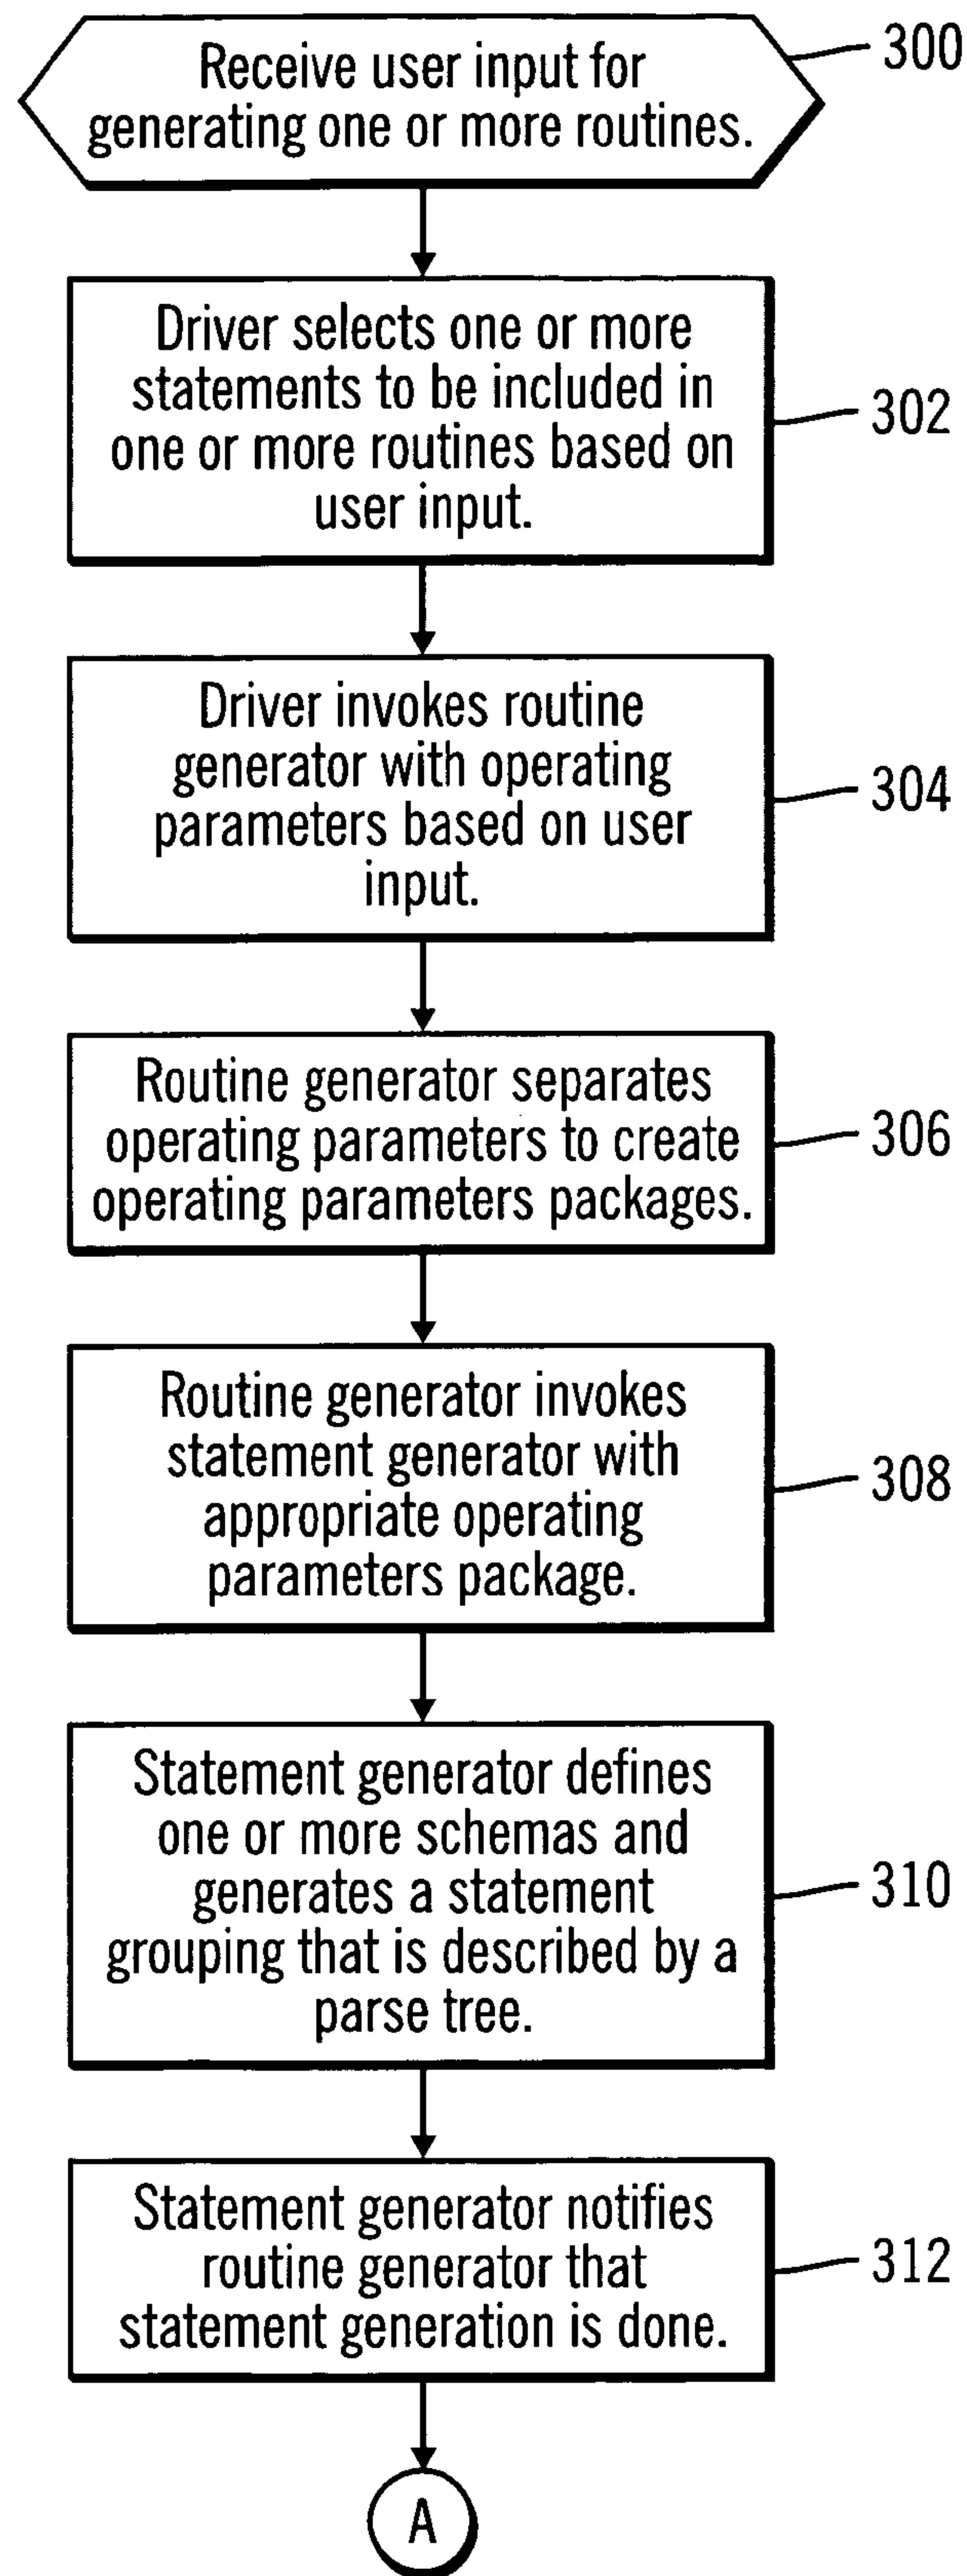 Receive user input for
generating one or more routines.
300
Driver selects one or more
statements to be included in
one or more routines based on
user input.
302
Driver invokes routine
generator with operating
parameters based on user
input.
304
Routine generator separates
operating parameters to create
operating parameters packages.
306
Routine generator invokes
statement generator with
appropriate operating
parameters package.
308
Statement generator defines
one or more schemas and
generates a statement
grouping that is described by a
parse tree.
310
Statement generator notifies
routine generator that
statement generation is done.
312
A